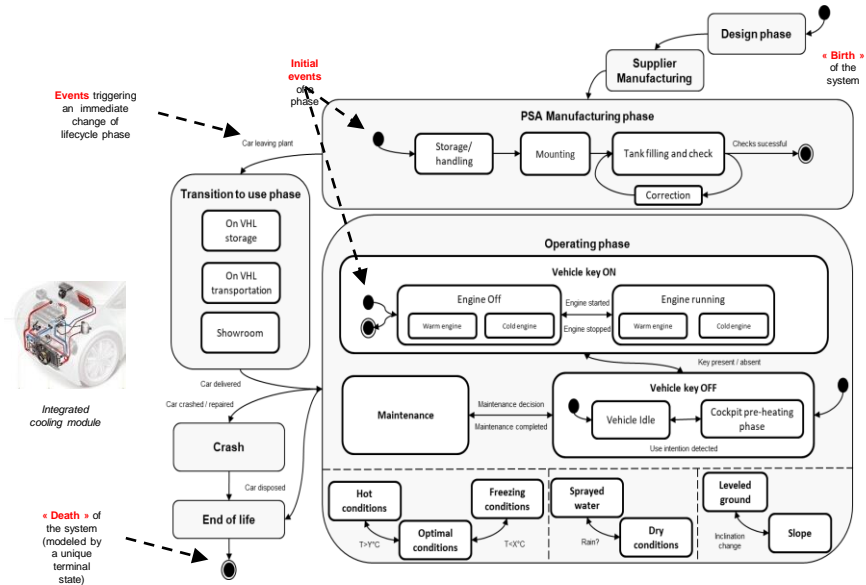 Design phase
« Birth »
of the
system
Supplier
Manufacturing
Initial
events
of a
phase
Events triggering
an immediate
change of
lifecycle phase
PSA Manufacturing phase
Car leaving plant
Storage/
handling
Mounting
Tank filling and check
Checks sucessful
Correction
Transition to use phase
On VHL
storage
On VHL
transportation
Showroom
Operating phase
Vehicle key ON
Engine Off
Warm engine
Cold engine
Engine started
Engine stopped
Engine running
Warm engine
Cold engine
Key present / absent
Integrated
cooling module
Car delivered
Car crashed / repaired
Maintenance
Maintenance decision
Maintenance completed
Vehicle key OFF
Vehicle Idle
Cockpit pre-heating
phase
Use intention detected
Crash
Car disposed
End of life
« Death » of
the system
(modeled by
a unique
terminal
state)
Hot
conditions
Freezing
conditions
Optimal
conditions
T>Y°C
T<X°C
Sprayed
water
Rain?
Dry
conditions
Leveled
ground
Inclination
change
Slope